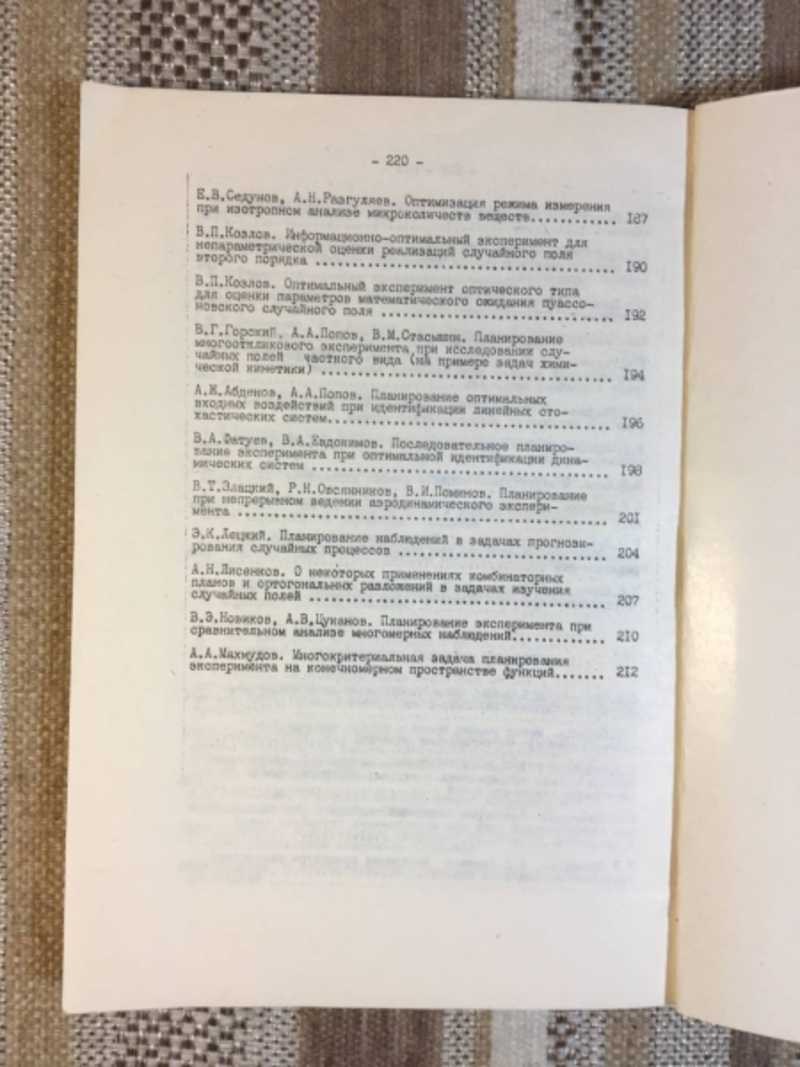 - 220 -
Е.В.Седунов, А.Н.Разгуляев. Оптимизация режима измерения
при изотропном анализе микроколичеств веществ............ 187
В.П.Козлов. Информационно-оптимальный эксперимент для
непараметрической оценки реализаций случайного поля
второго порядка ........................................ 190
В.П.Козлов. Оптимальный эксперимент оптического типа
для оценки параметров математического ожидания пуассо-
новского случайного поля ............................... 192
В.Г.Горский, А.А.Попов, В.М.Стасышин. Планирование
многооткликового эксперимента при исследовании слу-
чайных полей частного вида (на примере задач хими-
ческой кинетики) ....................................... 194
А.Ж.Абденов, А.А.Попов. Планирование оптимальных
входных воздействий при идентификации линейных сто-
хастических систем...................................... 196
В.А.Фатуев, В.А.Евдокимов. Последовательное планиро-
вание эксперимента при оптимальной идентификации дина-
мических систем ........................................ 198
В.Т.Злацкий, Р.Н.Овсянников, В.И.Поминов. Планирование
при непрерывном ведении аэродинамического экспери-
мента .................................................. 201
Э.К.Лецкий. Планирование наблюдений в задачах прогнози-
рования случайных процессов ............................ 204
А.Н.Лисенков. О некоторых применениях комбинаторных
планов и ортогональных разложений в задачах изучения
случайных полей ........................................ 207
В.Э.Новиков, А.В.Цуканов. Планирование эксперимента при
сравнительном анализе многомерных наблюдений............ 210
А.А.Махмудов. Многокритериальная задача планирования
эксперимента на конечномерном пространстве функций....... 212